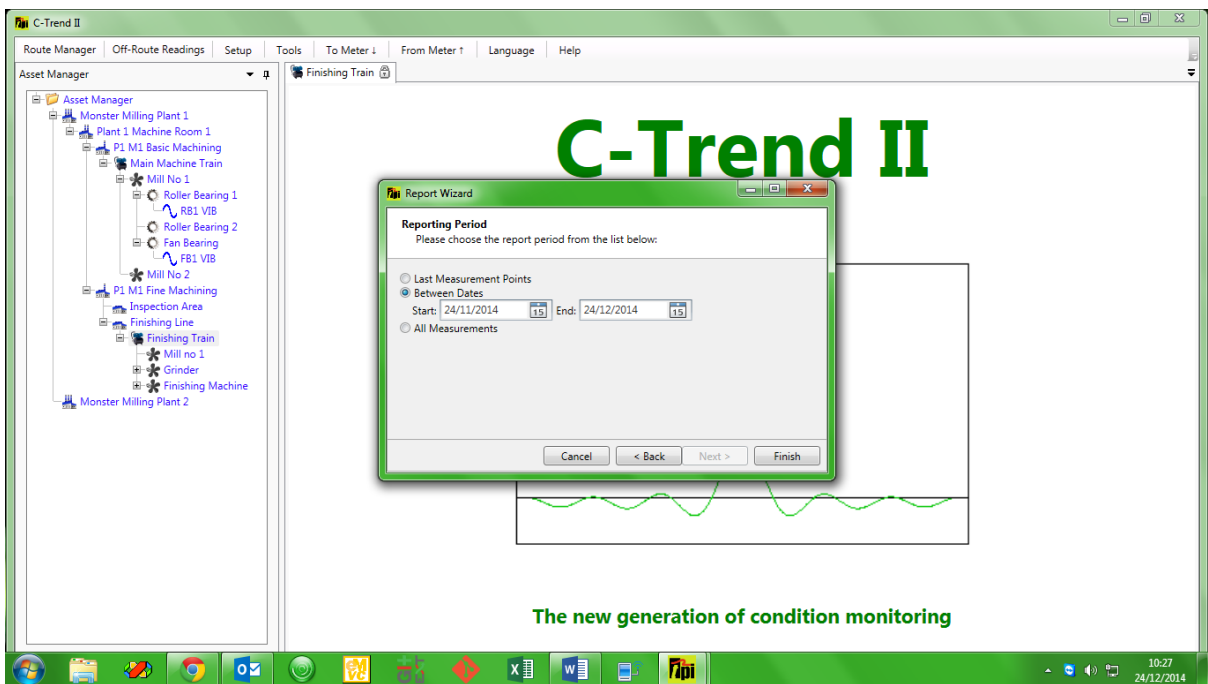 C-Trend II
Route Manager Off-Route Readings Setup Tools To Meter ↓ From Meter ↑ Language Help
Asset Manager
Finishing Train
Asset Manager
Monster Milling Plant 1
Plant 1 Machine Room 1
P1 M1 Basic Machining
Main Machine Train
Mill No 1
Roller Bearing 1
RB1 VIB
Roller Bearing 2
Fan Bearing
FB1 VIB
Mill No 2
P1 M1 Fine Machining
Inspection Area
Finishing Line
Finishing Train
Mill no 1
Grinder
Finishing Machine
Monster Milling Plant 2
C-Trend II
Report Wizard
Reporting Period
Please choose the report period from the list below:
Last Measurement Points
Between Dates
Start: 24/11/2014 15 End: 24/12/2014 15
All Measurements
Cancel < Back Next > Finish
The new generation of condition monitoring
10:27
24/12/2014